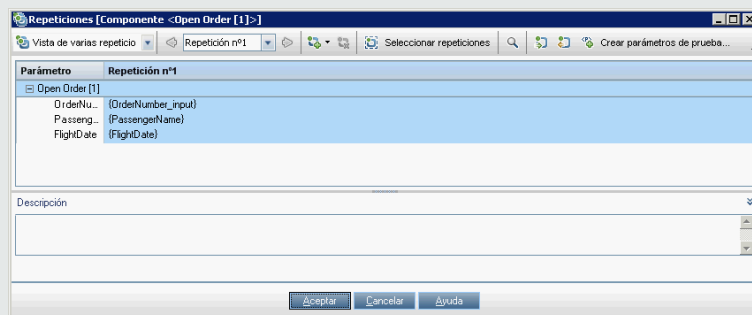 Repeticiones [Componente <Open Order [1]>]
Vista de varias repeticio Repetición nº1 Seleccionar repeticiones Crear parámetros de prueba...
Parámetro Repetición nº1
Open Order [1]
OrderNu... {OrderNumber_input}
Passeng... {PassengerName}
FlightDate {FlightDate}
Descripción
Aceptar Cancelar Ayuda